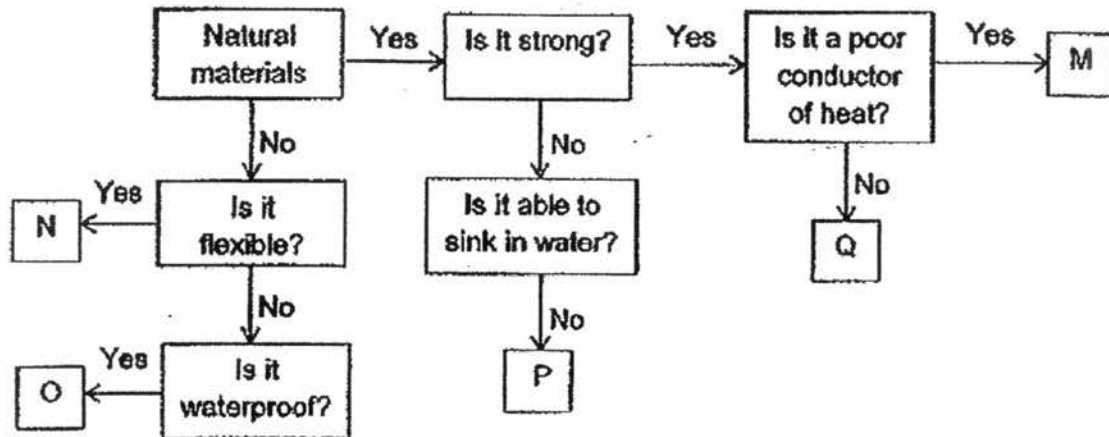 Natural
materials
Yes
Is it strong?
Yes
Is it a poor
conductor
of heat?
Yes
M
No
No
No
N
Yes
Is it
flexible?
Is it able to
sink in water?
Q
No
No
O
Yes
Is it
waterproof?
P